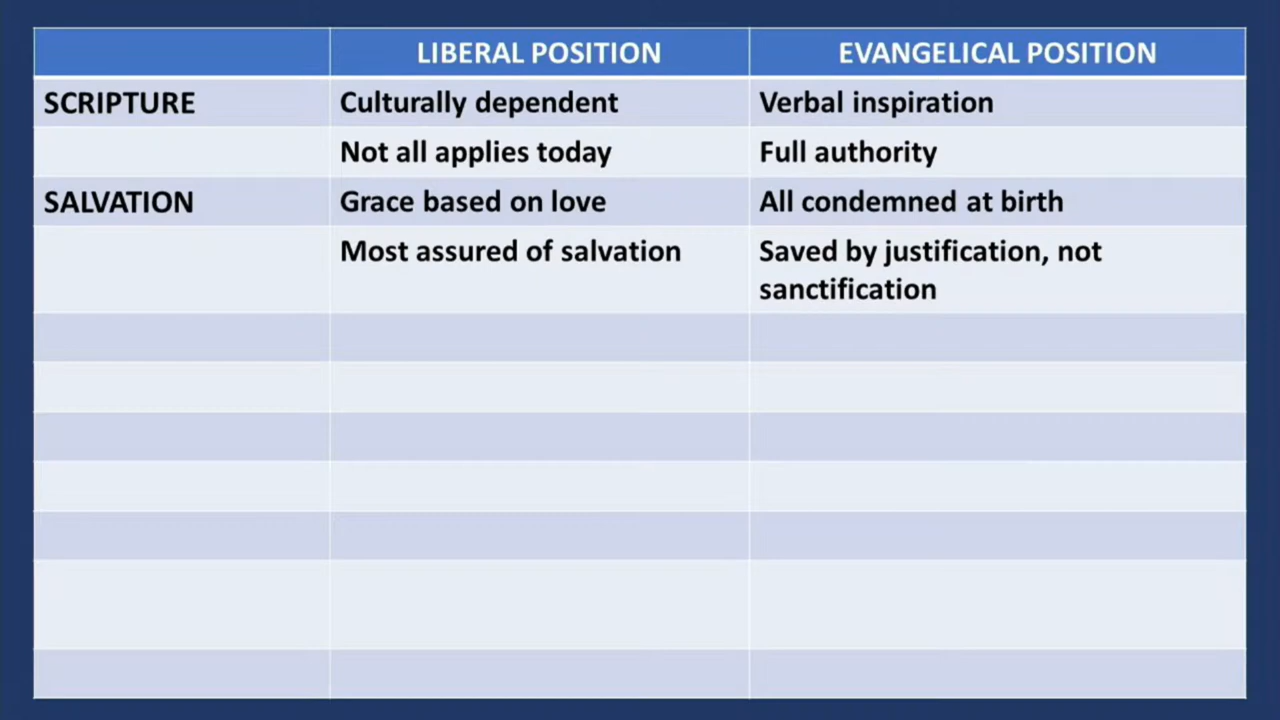 LIBERAL POSITION EVANGELICAL POSITION
SCRIPTURE Culturally dependent Verbal inspiration
Not all applies today Full authority
SALVATION Grace based on love All condemned at birth
Most assured of salvation Saved by justification, not
sanctification